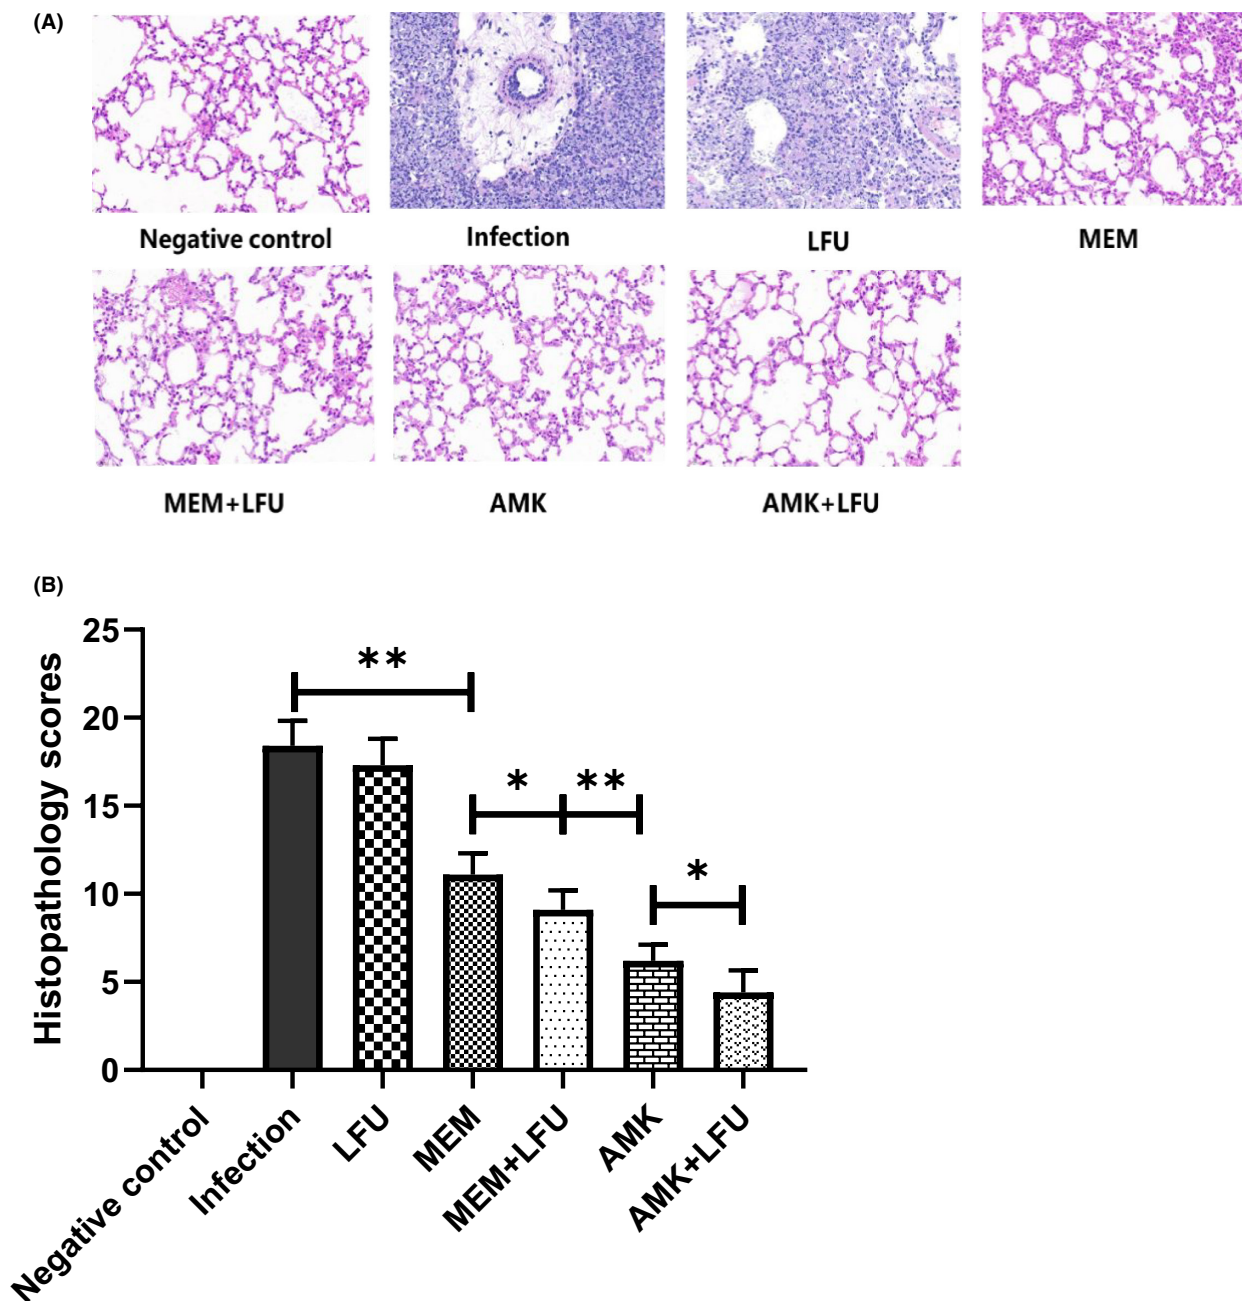 (A)
Negative control
Infection
LFU
MEM
MEM+LFU
AMK
AMK+LFU
(B)
Histopathology scores
25
20
15
10
5
0
**
*
**
*
Negative control
Infection
LFU
MEM
MEM+LFU
AMK
AMK+LFU